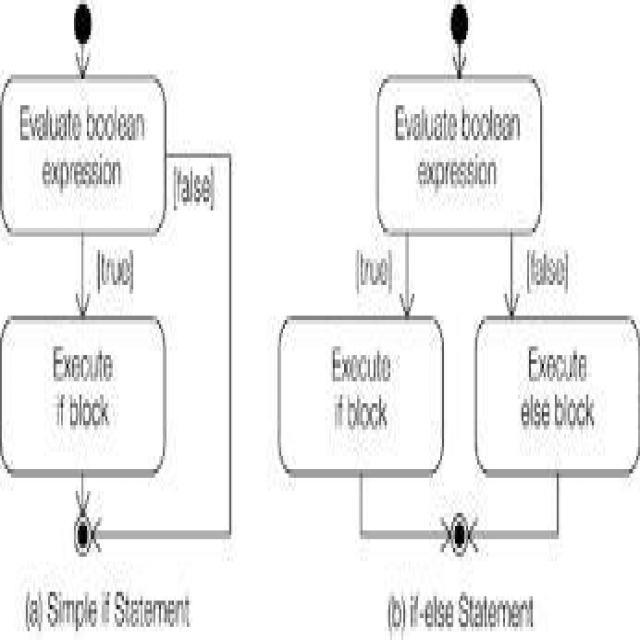 Evaluate boolean
expression
[false]
[true]
Execute
if block
(a) Simple if Statement
Evaluate boolean
expression
[true]
[false]
Execute
if block
Execute
else block
(b) if-else Statement